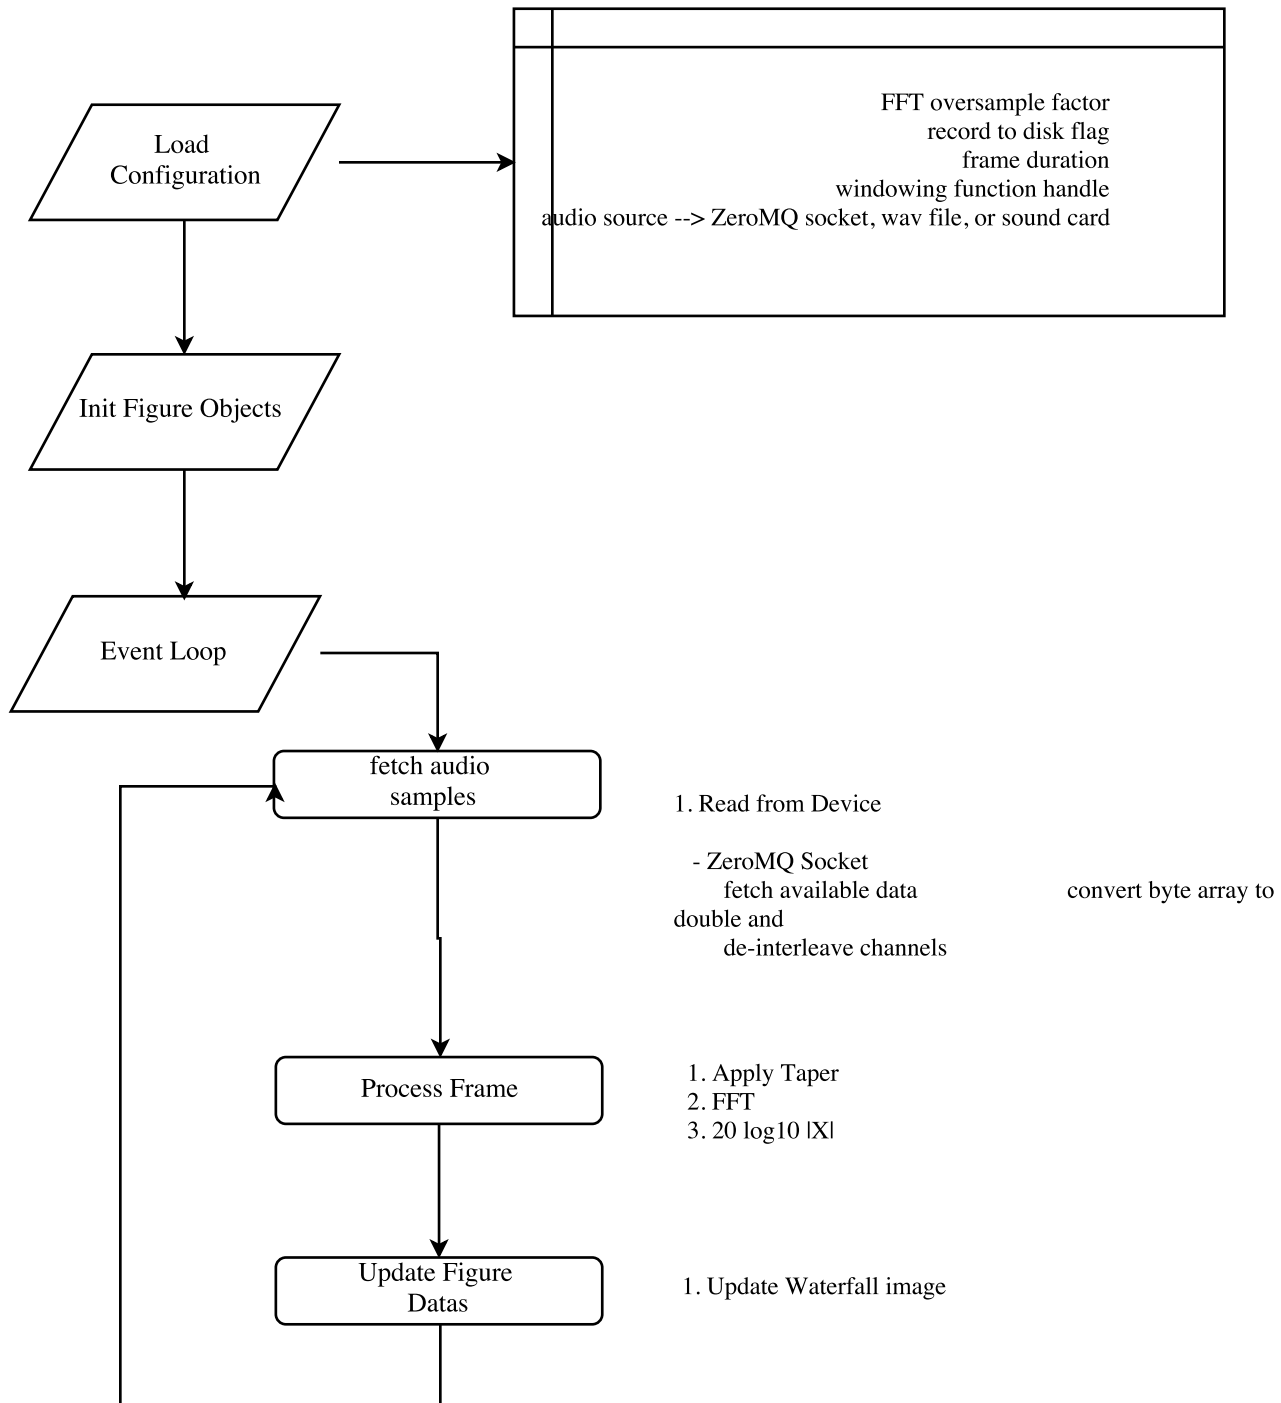 FFT oversample factor
record to disk flag
frame duration
windowing function handle
audio source --> ZeroMQ socket, wav file, or sound card
Load
Configuration
Init Figure Objects
Event Loop
fetch audio
samples
1. Read from Device
- ZeroMQ Socket
fetch available data convert byte array to
double and
de-interleave channels
Process Frame
1. Apply Taper
2. FFT
3. 20 log10 |X|
Update Figure
Datas
1. Update Waterfall image